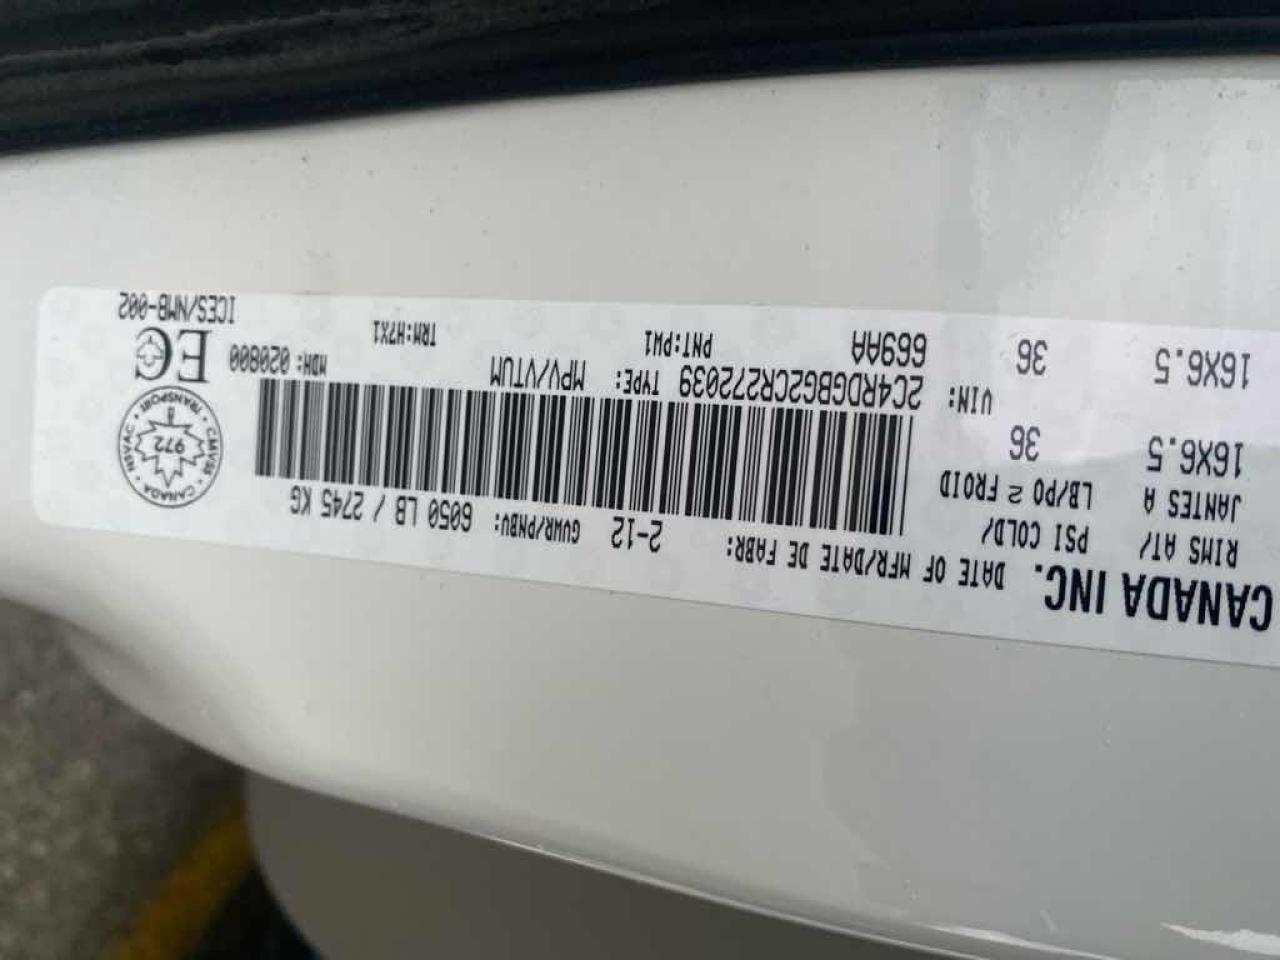 CANADA INC. DATE OF MFR/DATE DE FABR: 2-12 GVWR/PNBV: 6050 LB / 2745 KG
RIMS AT/ PSI COLD/
JANTES A LB/PO 2 FROID
16X6.5 36
16X6.5 36
VIN: 2C4RDGBG2CR272039 TYPE: MPV/VTUM MDH: 020800
669AA PNT:PW1 TRM:H7X1
CMVSS • TRANSPORT • NSVAC • CANADA
972
EC
ICES/NMB-002